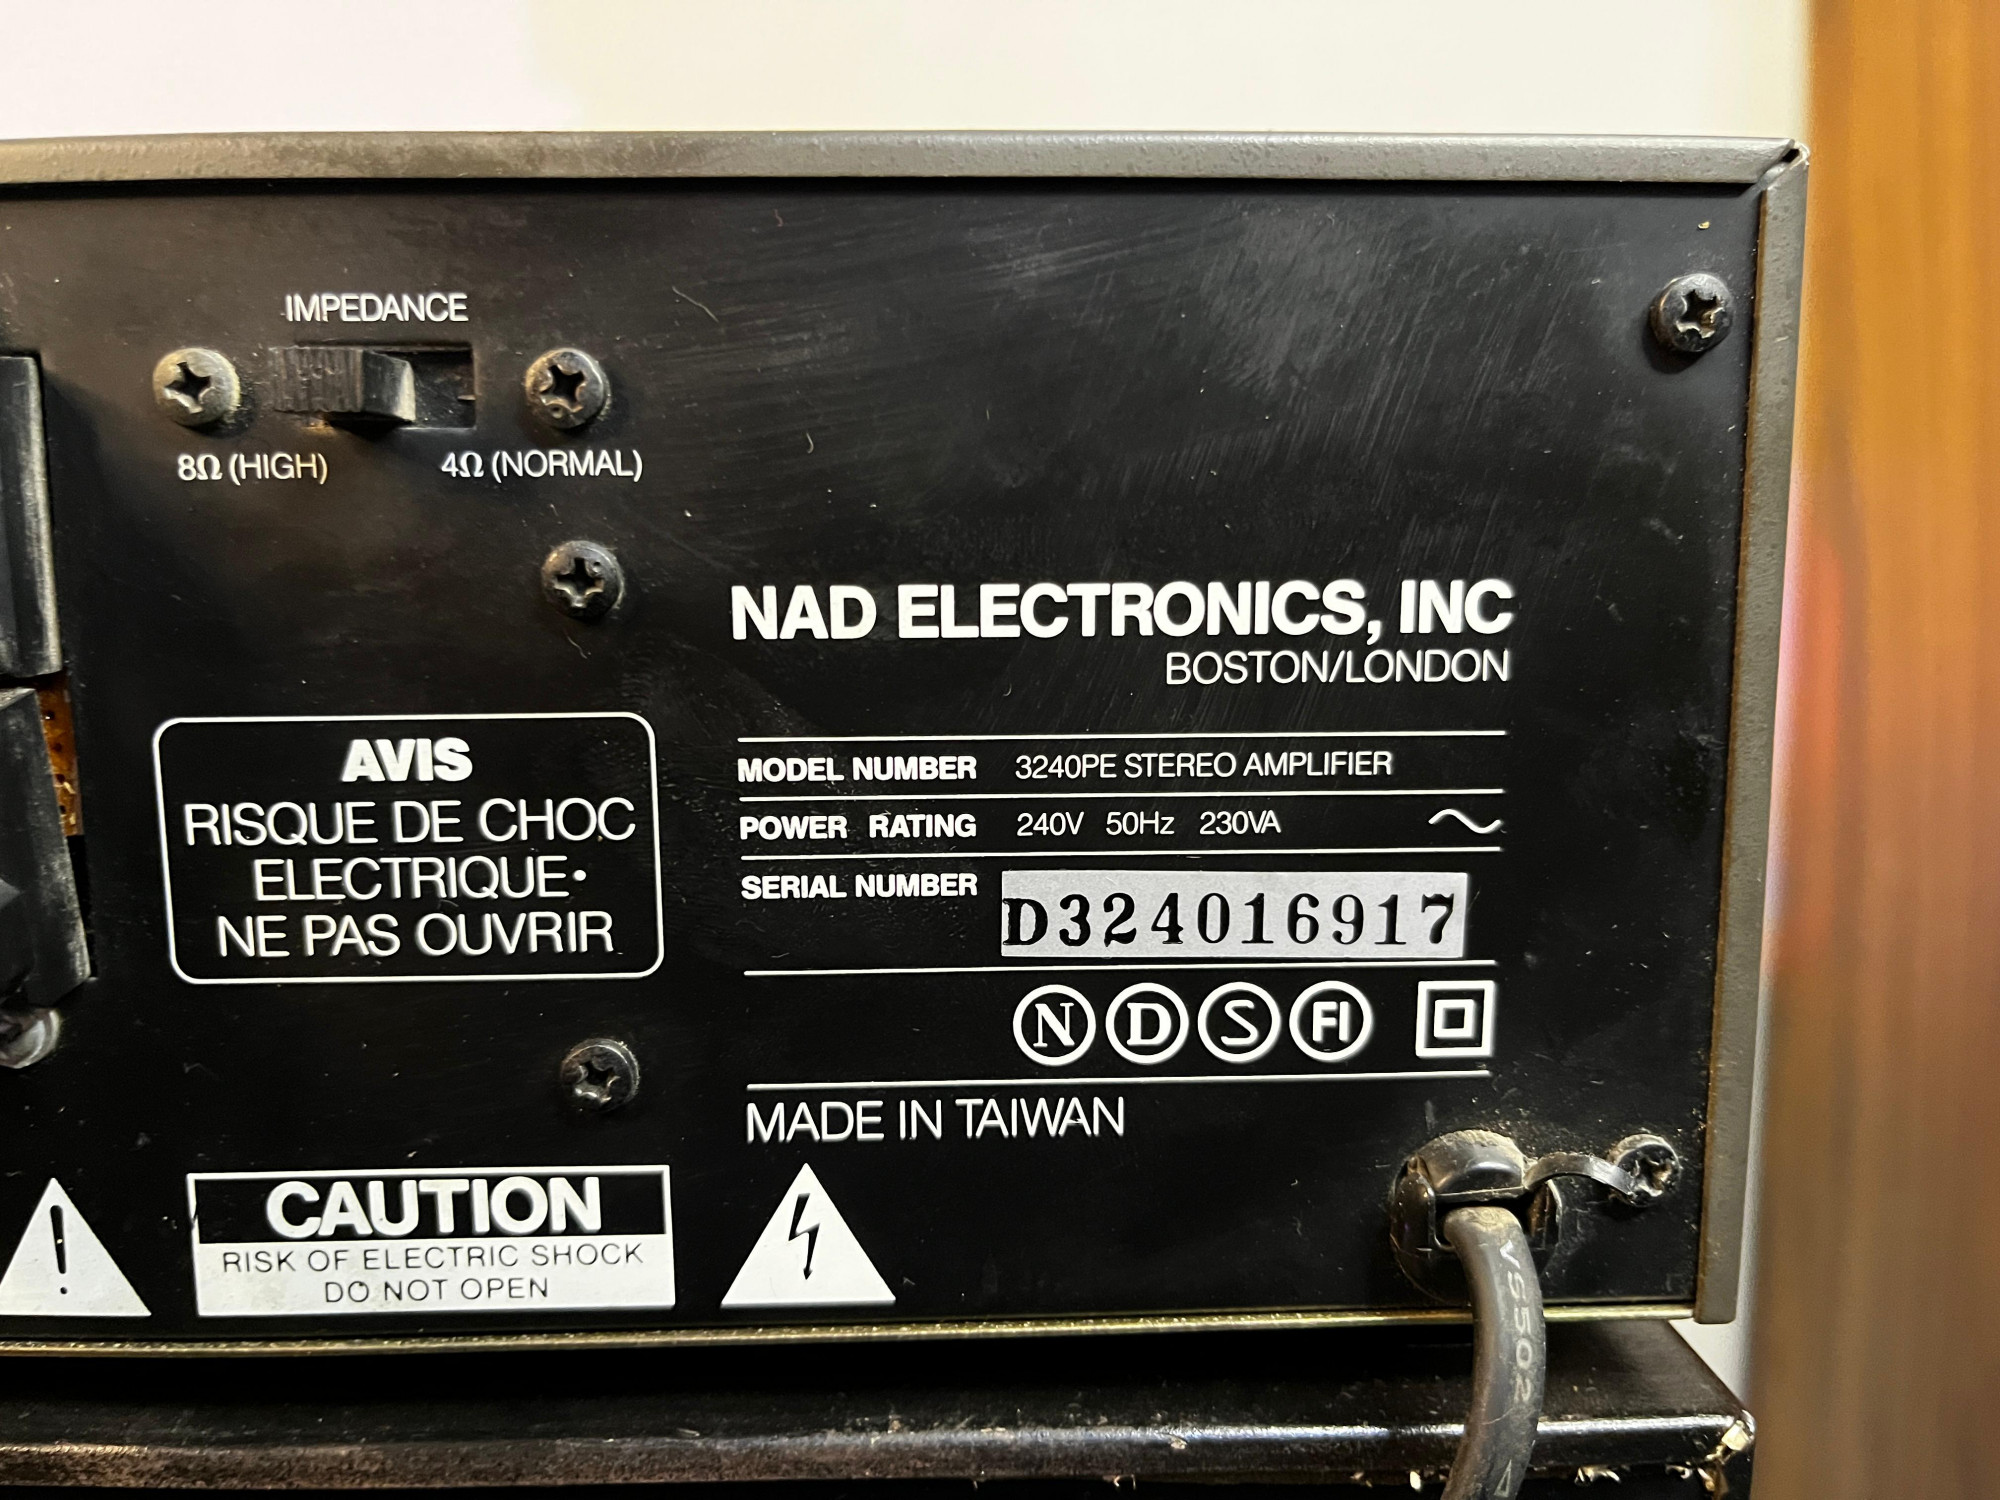 IMPEDANCE
8Ω (HIGH) 4Ω (NORMAL)
NAD ELECTRONICS, INC
BOSTON/LONDON
AVIS
RISQUE DE CHOC
ELECTRIQUE•
NE PAS OUVRIR
MODEL NUMBER 3240PE STEREO AMPLIFIER
POWER RATING 240V 50Hz 230VA
SERIAL NUMBER D324016917
N D S FI
MADE IN TAIWAN
!
CAUTION
RISK OF ELECTRIC SHOCK
DO NOT OPEN
VS6502